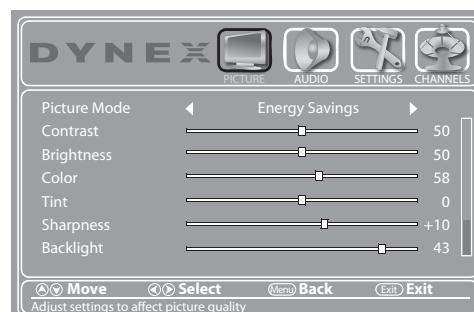 DYNEX
PICTURE AUDIO SETTINGS CHANNELS
Picture Mode Energy Savings
Contrast 50
Brightness 50
Color 58
Tint 0
Sharpness +10
Backlight 43
Move Select Menu Back Exit Exit
Adjust settings to affect picture quality